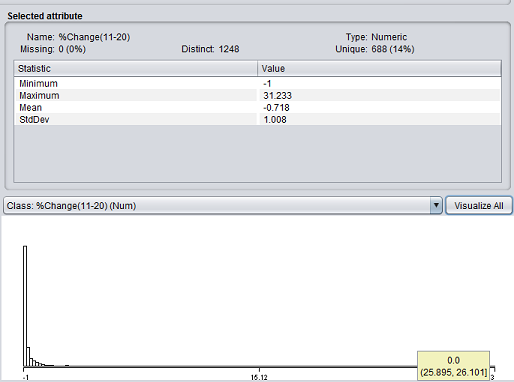 Selected attribute
Name: %Change(11-20) Type: Numeric
Missing: 0 (0%) Distinct: 1248 Unique: 688 (14%)
Statistic Value
Minimum -1
Maximum 31.233
Mean -0.718
StdDev 1.008
Class: %Change(11-20) (Num) Visualize All
0.0
(25.895, 26.101]
-1 15.12 3